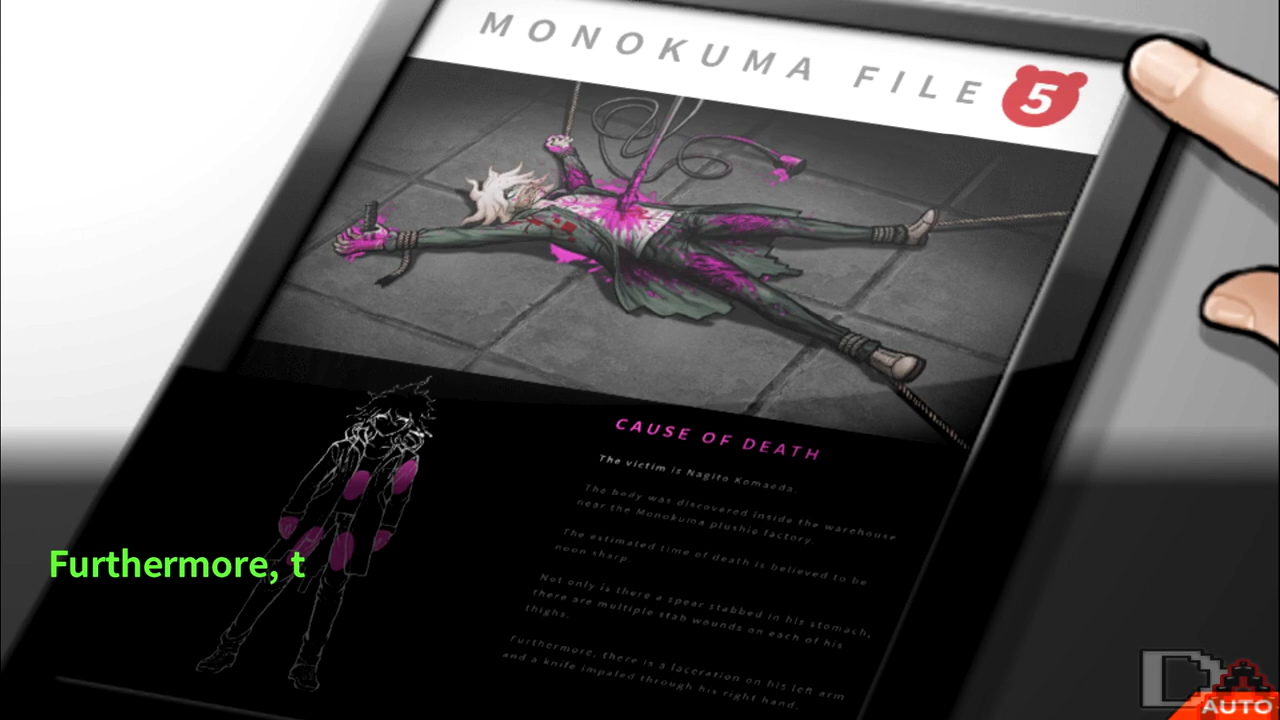 MONOKUMA FILE 5
CAUSE OF DEATH
The victim is Nagito Komaeda.
The body was discovered inside the warehouse
near the Monokuma plushie factory.
The estimated time of death is believed to be
noon sharp.
Not only is there a spear stabbed in his stomach,
there are multiple stab wounds on each of his
thighs.
Furthermore, there is a laceration on his left arm
and a knife impaled through his right hand.
Furthermore, t
AUTO